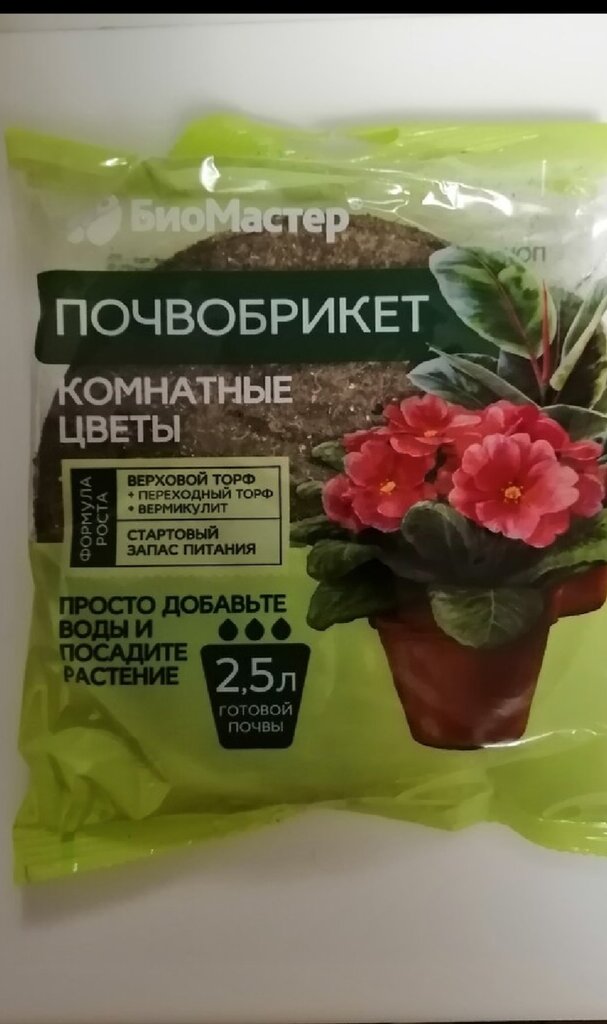 БиоМастер
ПОЧВОБРИКЕТ
КОМНАТНЫЕ
ЦВЕТЫ
ФОРМУЛА
РОСТА
ВЕРХОВОЙ ТОРФ
+ ПЕРЕХОДНЫЙ ТОРФ
+ ВЕРМИКУЛИТ
СТАРТОВЫЙ
ЗАПАС ПИТАНИЯ
ПРОСТО ДОБАВЬТЕ
ВОДЫ И
ПОСАДИТЕ
РАСТЕНИЕ
2,5л
ГОТОВОЙ
ПОЧВЫ